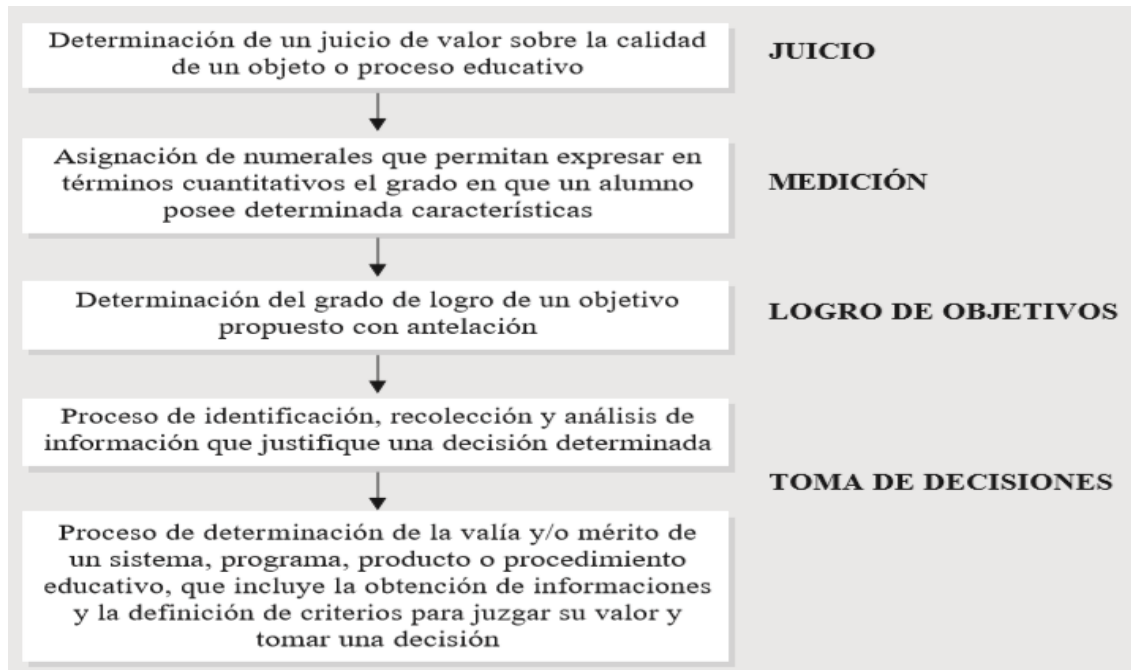 Determinación de un juicio de valor sobre la calidad
de un objeto o proceso educativo
JUICIO
Asignación de numerales que permitan expresar en
términos cuantitativos el grado en que un alumno
posee determinada características
MEDICIÓN
Determinación del grado de logro de un objetivo
propuesto con antelación
LOGRO DE OBJETIVOS
Proceso de identificación, recolección y análisis de
información que justifique una decisión determinada
TOMA DE DECISIONES
Proceso de determinación de la valía y/o mérito de
un sistema, programa, producto o procedimiento
educativo, que incluye la obtención de informaciones
y la definición de criterios para juzgar su valor y
tomar una decisión